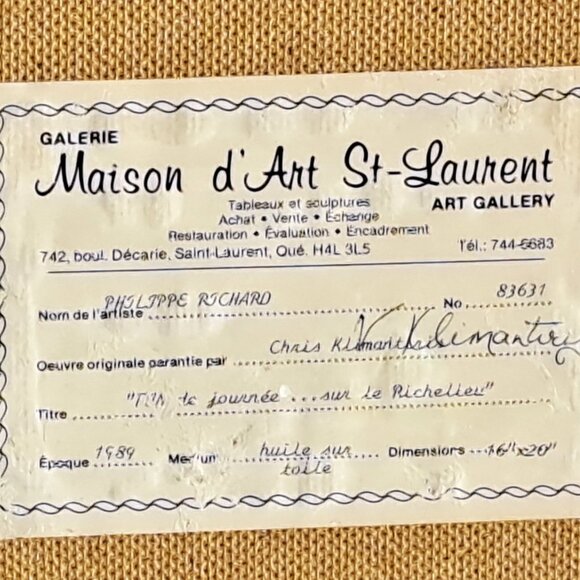 GALERIE
Maison d'Art St-Laurent
ART GALLERY
Tableaux et sculptures
Achat • Vente • Échange
Restauration • Évaluation • Encadrement
742, boul. Décarie, Saint-Laurent, Qué. H4L 3L5
Tél.: 744-6683
Nom de l'artiste PHILIPPE RICHARD No 83631
Oeuvre originale garantie par Chris
Titre journée ... sur le Richelieu"
Époque 1989 huile sur Dimensions 16"x20"
toile